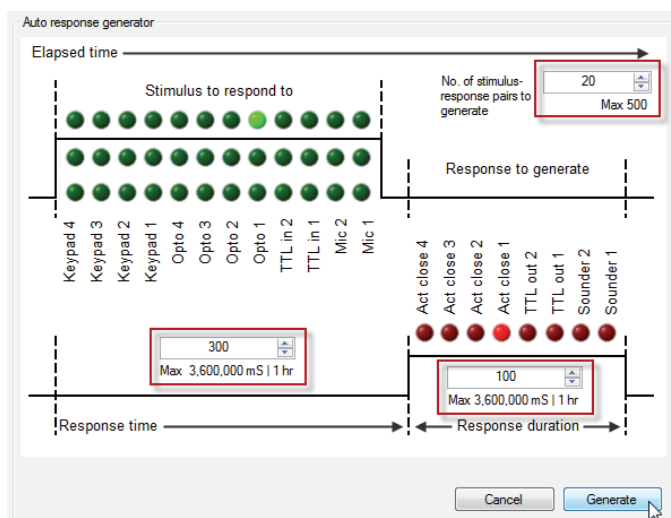 Auto response generator
Elapsed time
Stimulus to respond to
No. of stimulus-
response pairs to
generate
20
Max 500
Response to generate
Keypad 4
Keypad 3
Keypad 2
Keypad 1
Opto 4
Opto 3
Opto 2
Opto 1
TTL in 2
TTL in 1
Mic 2
Mic 1
Act close 4
Act close 3
Act close 2
Act close 1
TTL out 2
TTL out 1
Sounder 2
Sounder 1
300
Max 3,600,000 mS | 1 hr
100
Max 3,600,000 mS | 1 hr
Response time
Response duration
Cancel
Generate